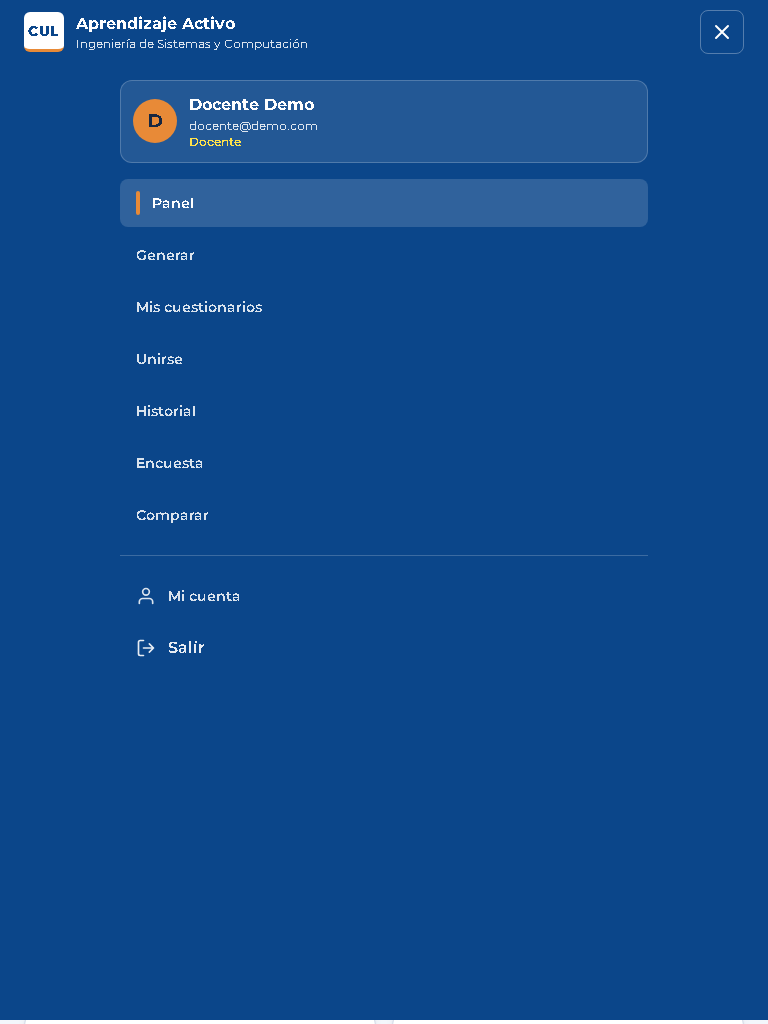 CUL
Aprendizaje Activo
Ingeniería de Sistemas y Computación
D
Docente Demo
docente@demo.com
Docente
Panel
Generar
Mis cuestionarios
Unirse
Historial
Encuesta
Comparar
Mi cuenta
Salir